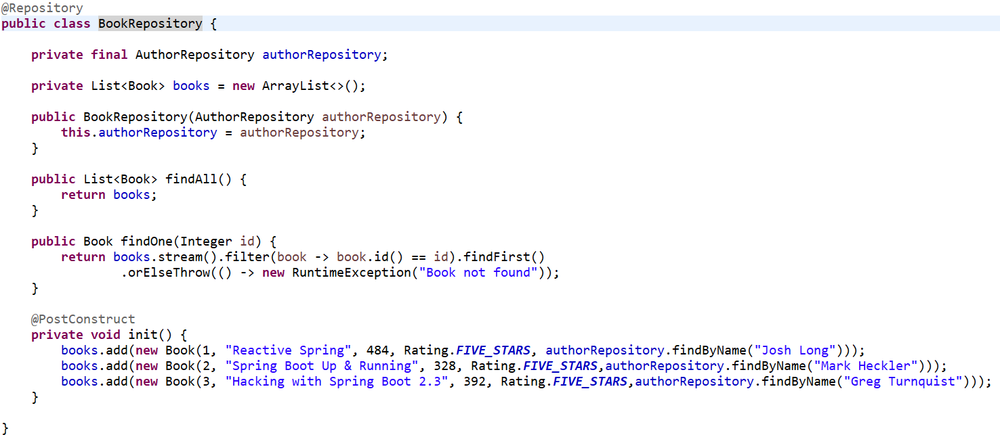 @Repository
public class BookRepository {
    private final AuthorRepository authorRepository;
    private List<Book> books = new ArrayList<>();
    public BookRepository(AuthorRepository authorRepository) {
        this.authorRepository = authorRepository;
    }
    public List<Book> findAll() {
        return books;
    }
    public Book findOne(Integer id) {
        return books.stream().filter(book -> book.id() == id).findFirst()
                .orElseThrow(() -> new RuntimeException("Book not found"));
    }
    @PostConstruct
    private void init() {
        books.add(new Book(1, "Reactive Spring", 484, Rating.FIVE_STARS, authorRepository.findByName("Josh Long")));
        books.add(new Book(2, "Spring Boot Up & Running", 328, Rating.FIVE_STARS,authorRepository.findByName("Mark Heckler")));
        books.add(new Book(3, "Hacking with Spring Boot 2.3", 392, Rating.FIVE_STARS,authorRepository.findByName("Greg Turnquist")));
    }
}